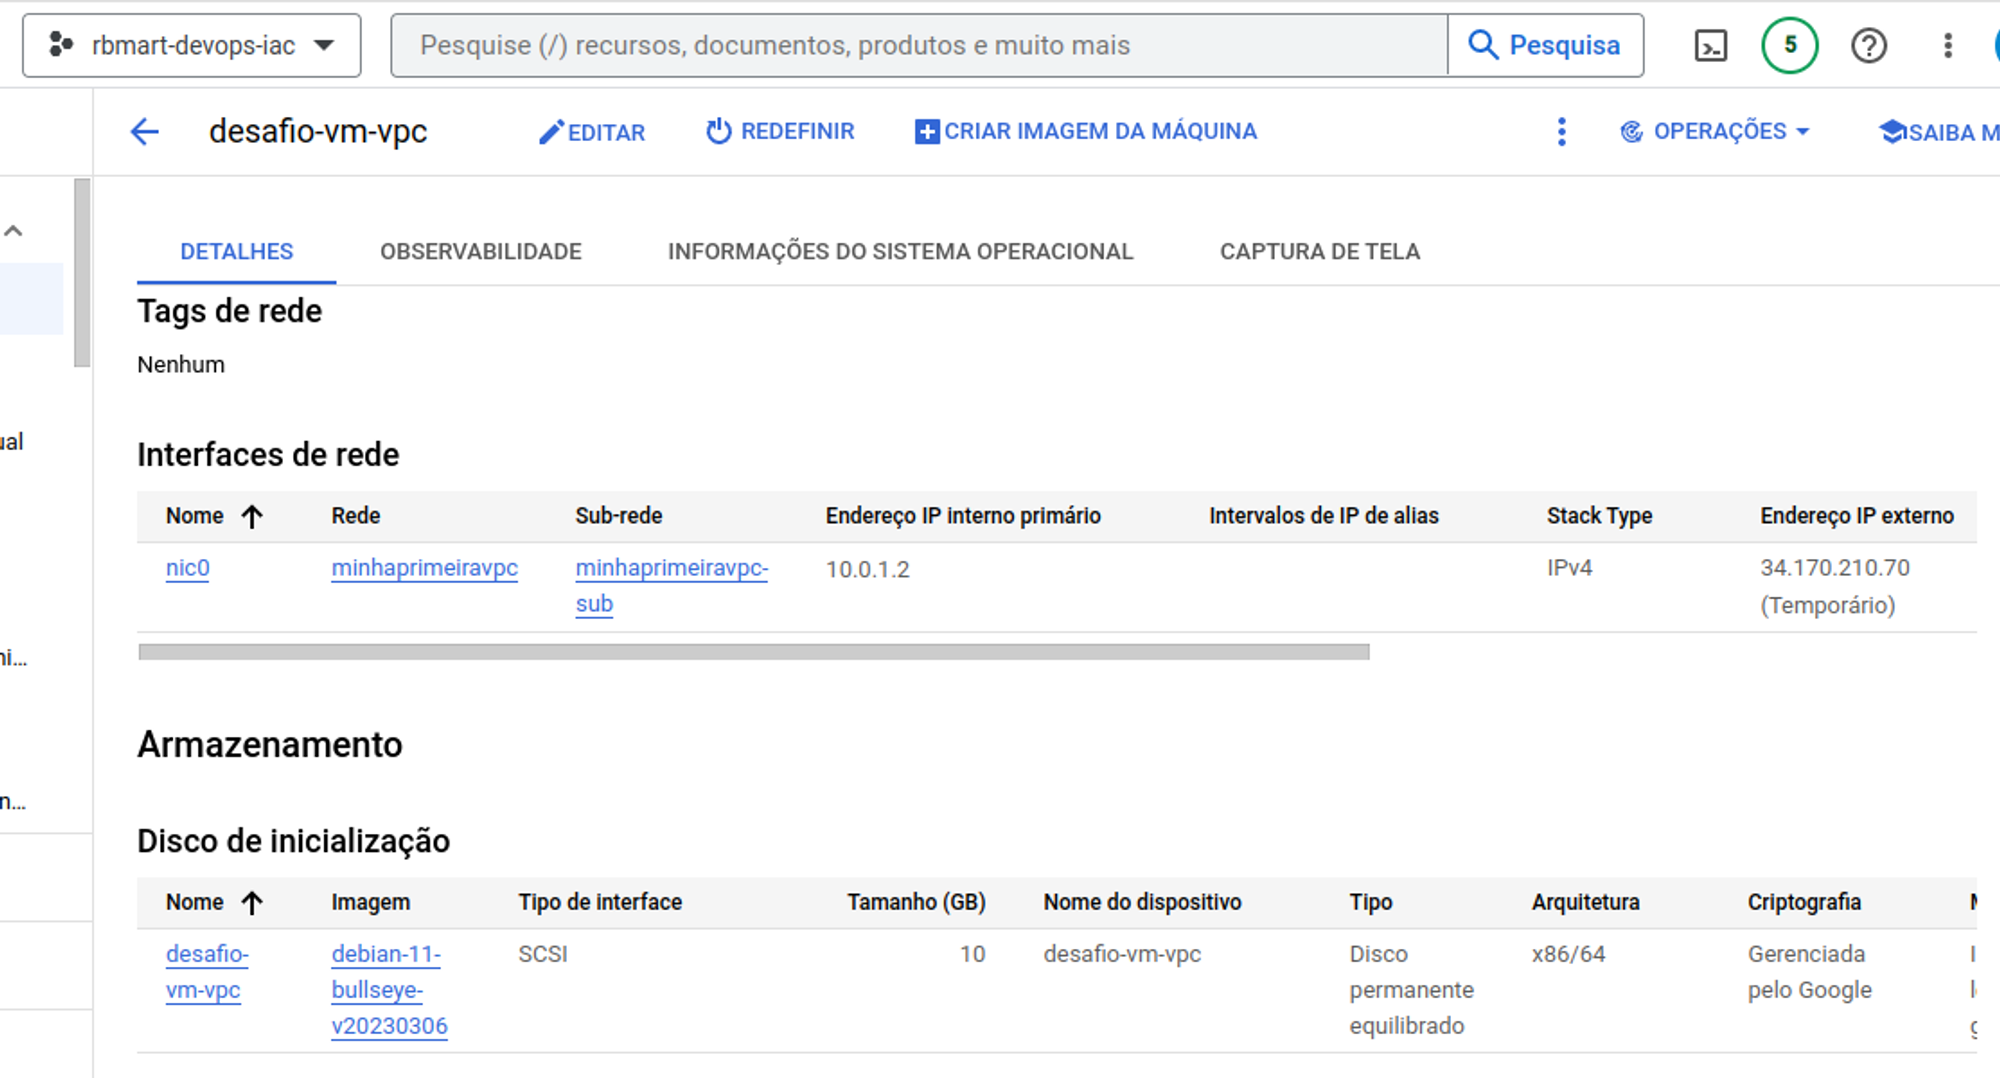 rbmart-devops-iac
Pesquise (/) recursos, documentos, produtos e muito mais
Pesquisa
5
desafio-vm-vpc
EDITAR
REDEFINIR
CRIAR IMAGEM DA MÁQUINA
OPERAÇÕES
SAIBA M
DETALHES
OBSERVABILIDADE
INFORMAÇÕES DO SISTEMA OPERACIONAL
CAPTURA DE TELA
Tags de rede
Nenhum
ual
Interfaces de rede
Nome Rede Sub-rede Endereço IP interno primário Intervalos de IP de alias Stack Type Endereço IP externo
nic0 minhaprimeiravpc minhaprimeiravpc- 10.0.1.2 IPv4 34.170.210.70
sub (Temporário)
ni...
Armazenamento
n...
Disco de inicialização
Nome Imagem Tipo de interface Tamanho (GB) Nome do dispositivo Tipo Arquitetura Criptografia
desafio- debian-11- SCSI 10 desafio-vm-vpc Disco x86/64 Gerenciada
vm-vpc bullseye- permanente pelo Google
v20230306 equilibrado